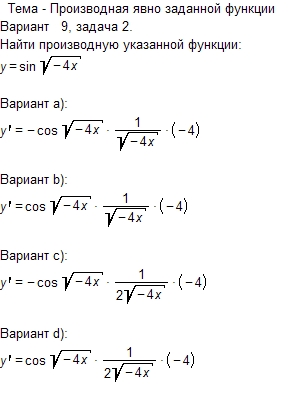 Тема - Производная явно заданной функции
Вариант 9, задача 2.
Найти производную указанной функции:
y = sin √(-4x)
Вариант a):
y' = -cos √(-4x) · 1/√(-4x) · (-4)
Вариант b):
y' = cos √(-4x) · 1/√(-4x) · (-4)
Вариант c):
y' = -cos √(-4x) · 1/(2√(-4x)) · (-4)
Вариант d):
y' = cos √(-4x) · 1/(2√(-4x)) · (-4)